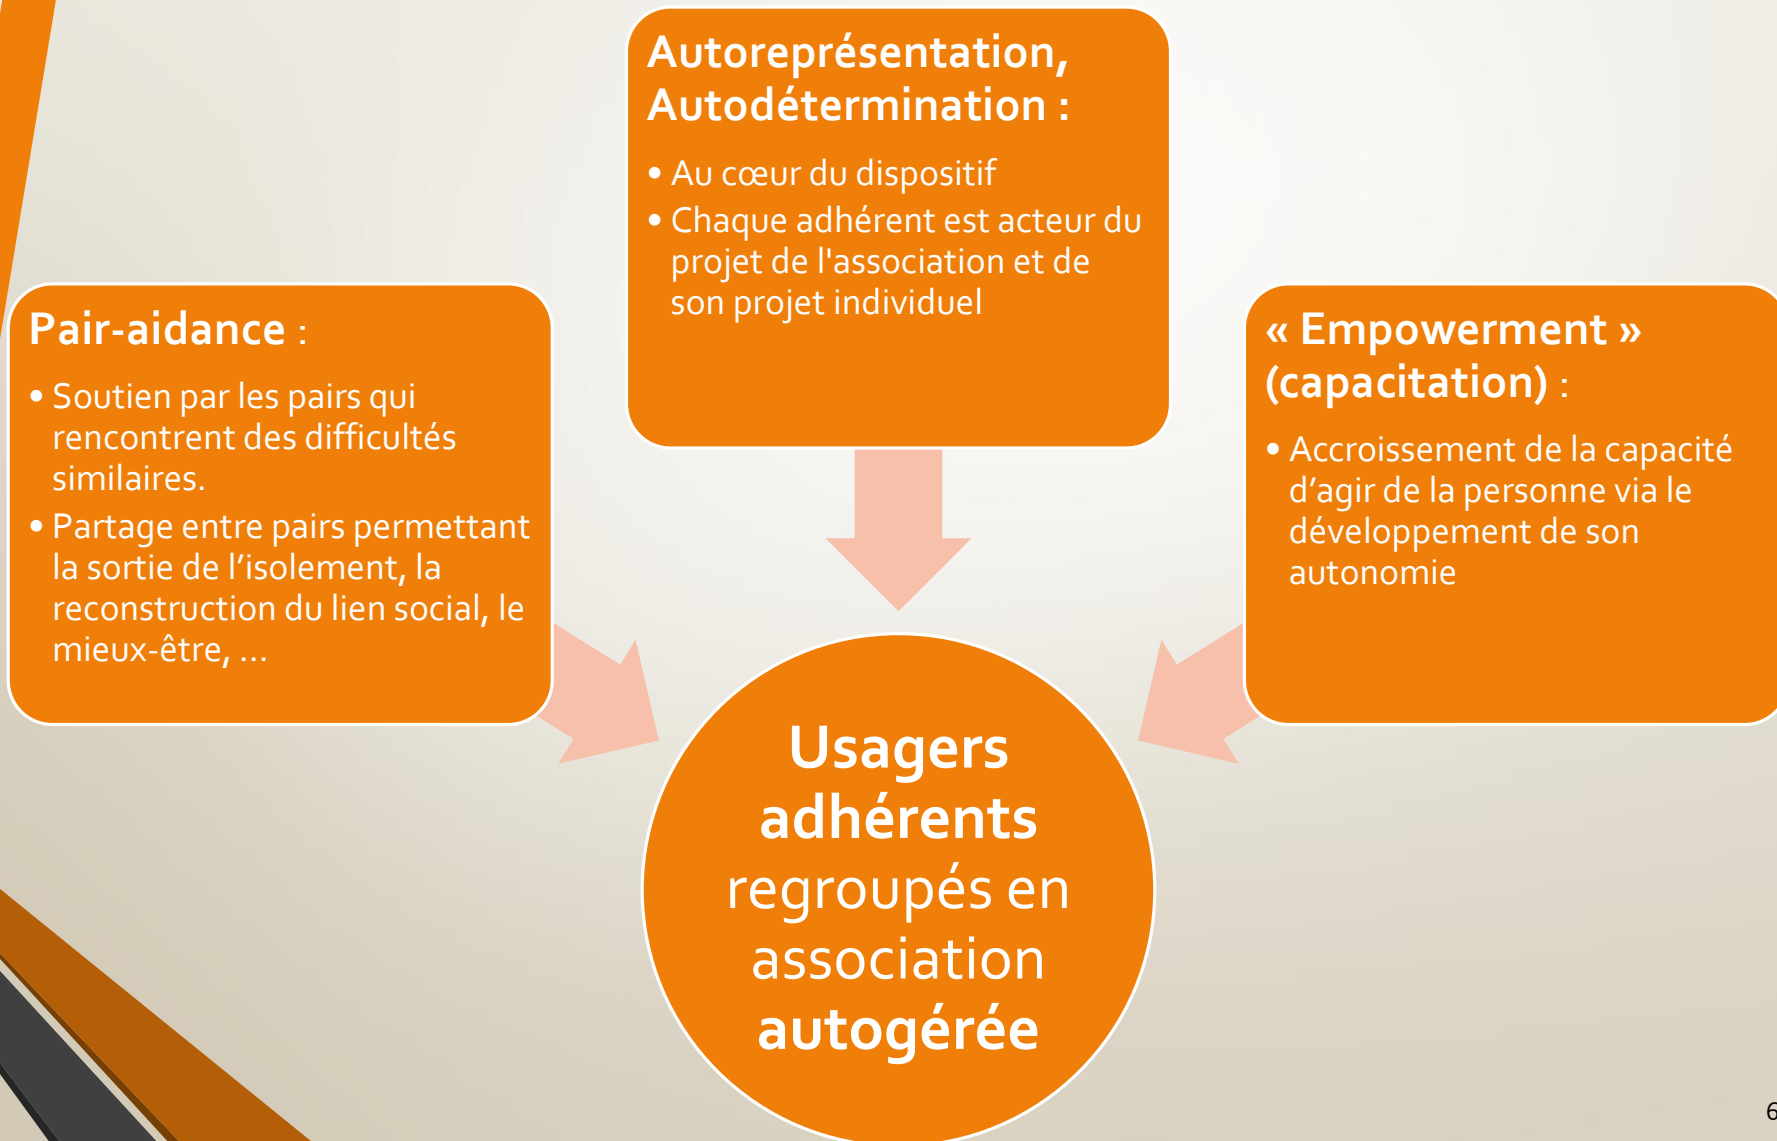 Autoreprésentation,
Autodétermination :
• Au cœur du dispositif
• Chaque adhérent est acteur du
projet de l'association et de
son projet individuel
Pair-aidance :
• Soutien par les pairs qui
rencontrent des difficultés
similaires.
• Partage entre pairs permettant
la sortie de l’isolement, la
reconstruction du lien social, le
mieux-être, ...
« Empowerment »
(capacitation) :
• Accroissement de la capacité
d’agir de la personne via le
développement de son
autonomie
Usagers
adhérents
regroupés en
association
autogérée
6